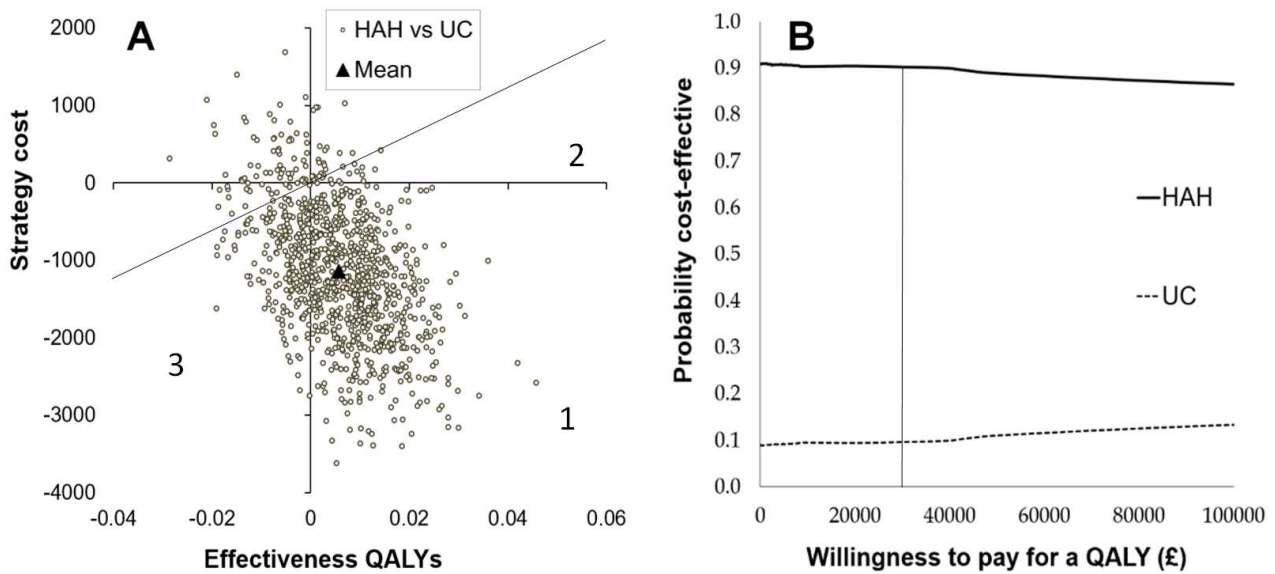 A
HAH vs UC
Mean
2000
1000
0
-1000
-2000
-3000
-4000
Strategy cost
2
3
1
-0.04 -0.02 0 0.02 0.04 0.06
Effectiveness QALYs
B
1.0
0.9
0.8
0.7
0.6
0.5
0.4
0.3
0.2
0.1
0.0
Probability cost-effective
HAH
UC
0 20000 40000 60000 80000 100000
Willingness to pay for a QALY (£)